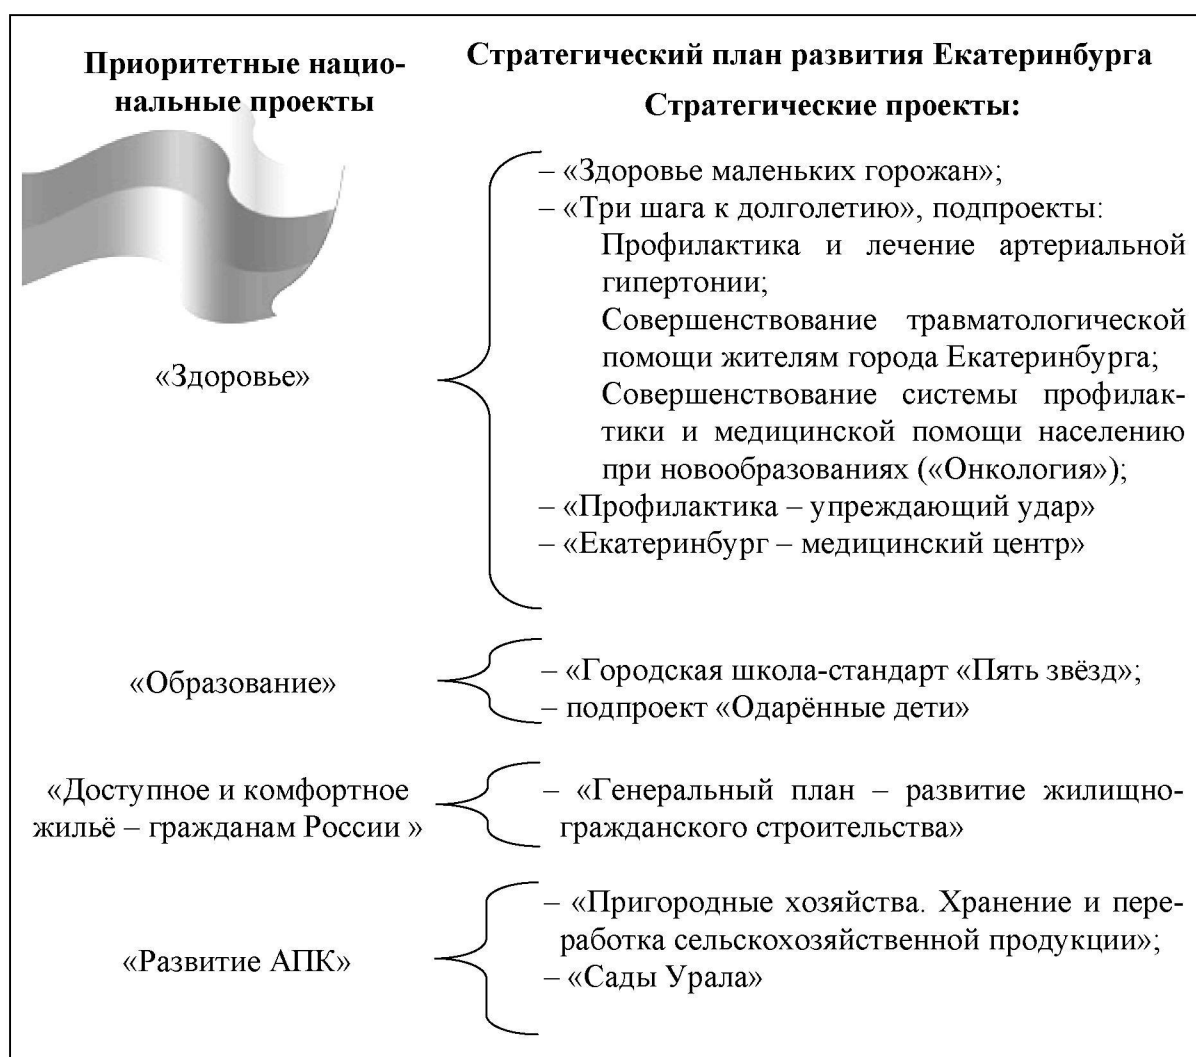 Приоритетные нацио-
нальные проекты
Стратегический план развития Екатеринбурга
Стратегические проекты:
«Здоровье»
– «Здоровье маленьких горожан»;
– «Три шага к долголетию», подпроекты:
Профилактика и лечение артериальной
гипертонии;
Совершенствование травматологической
помощи жителям города Екатеринбурга;
Совершенствование системы профилак-
тики и медицинской помощи населению
при новообразованиях («Онкология»);
– «Профилактика – упреждающий удар»
– «Екатеринбург – медицинский центр»
«Образование»
– «Городская школа-стандарт «Пять звёзд»;
– подпроект «Одарённые дети»
«Доступное и комфортное
жильё – гражданам России »
– «Генеральный план – развитие жилищно-
гражданского строительства»
«Развитие АПК»
– «Пригородные хозяйства. Хранение и пере-
работка сельскохозяйственной продукции»;
– «Сады Урала»